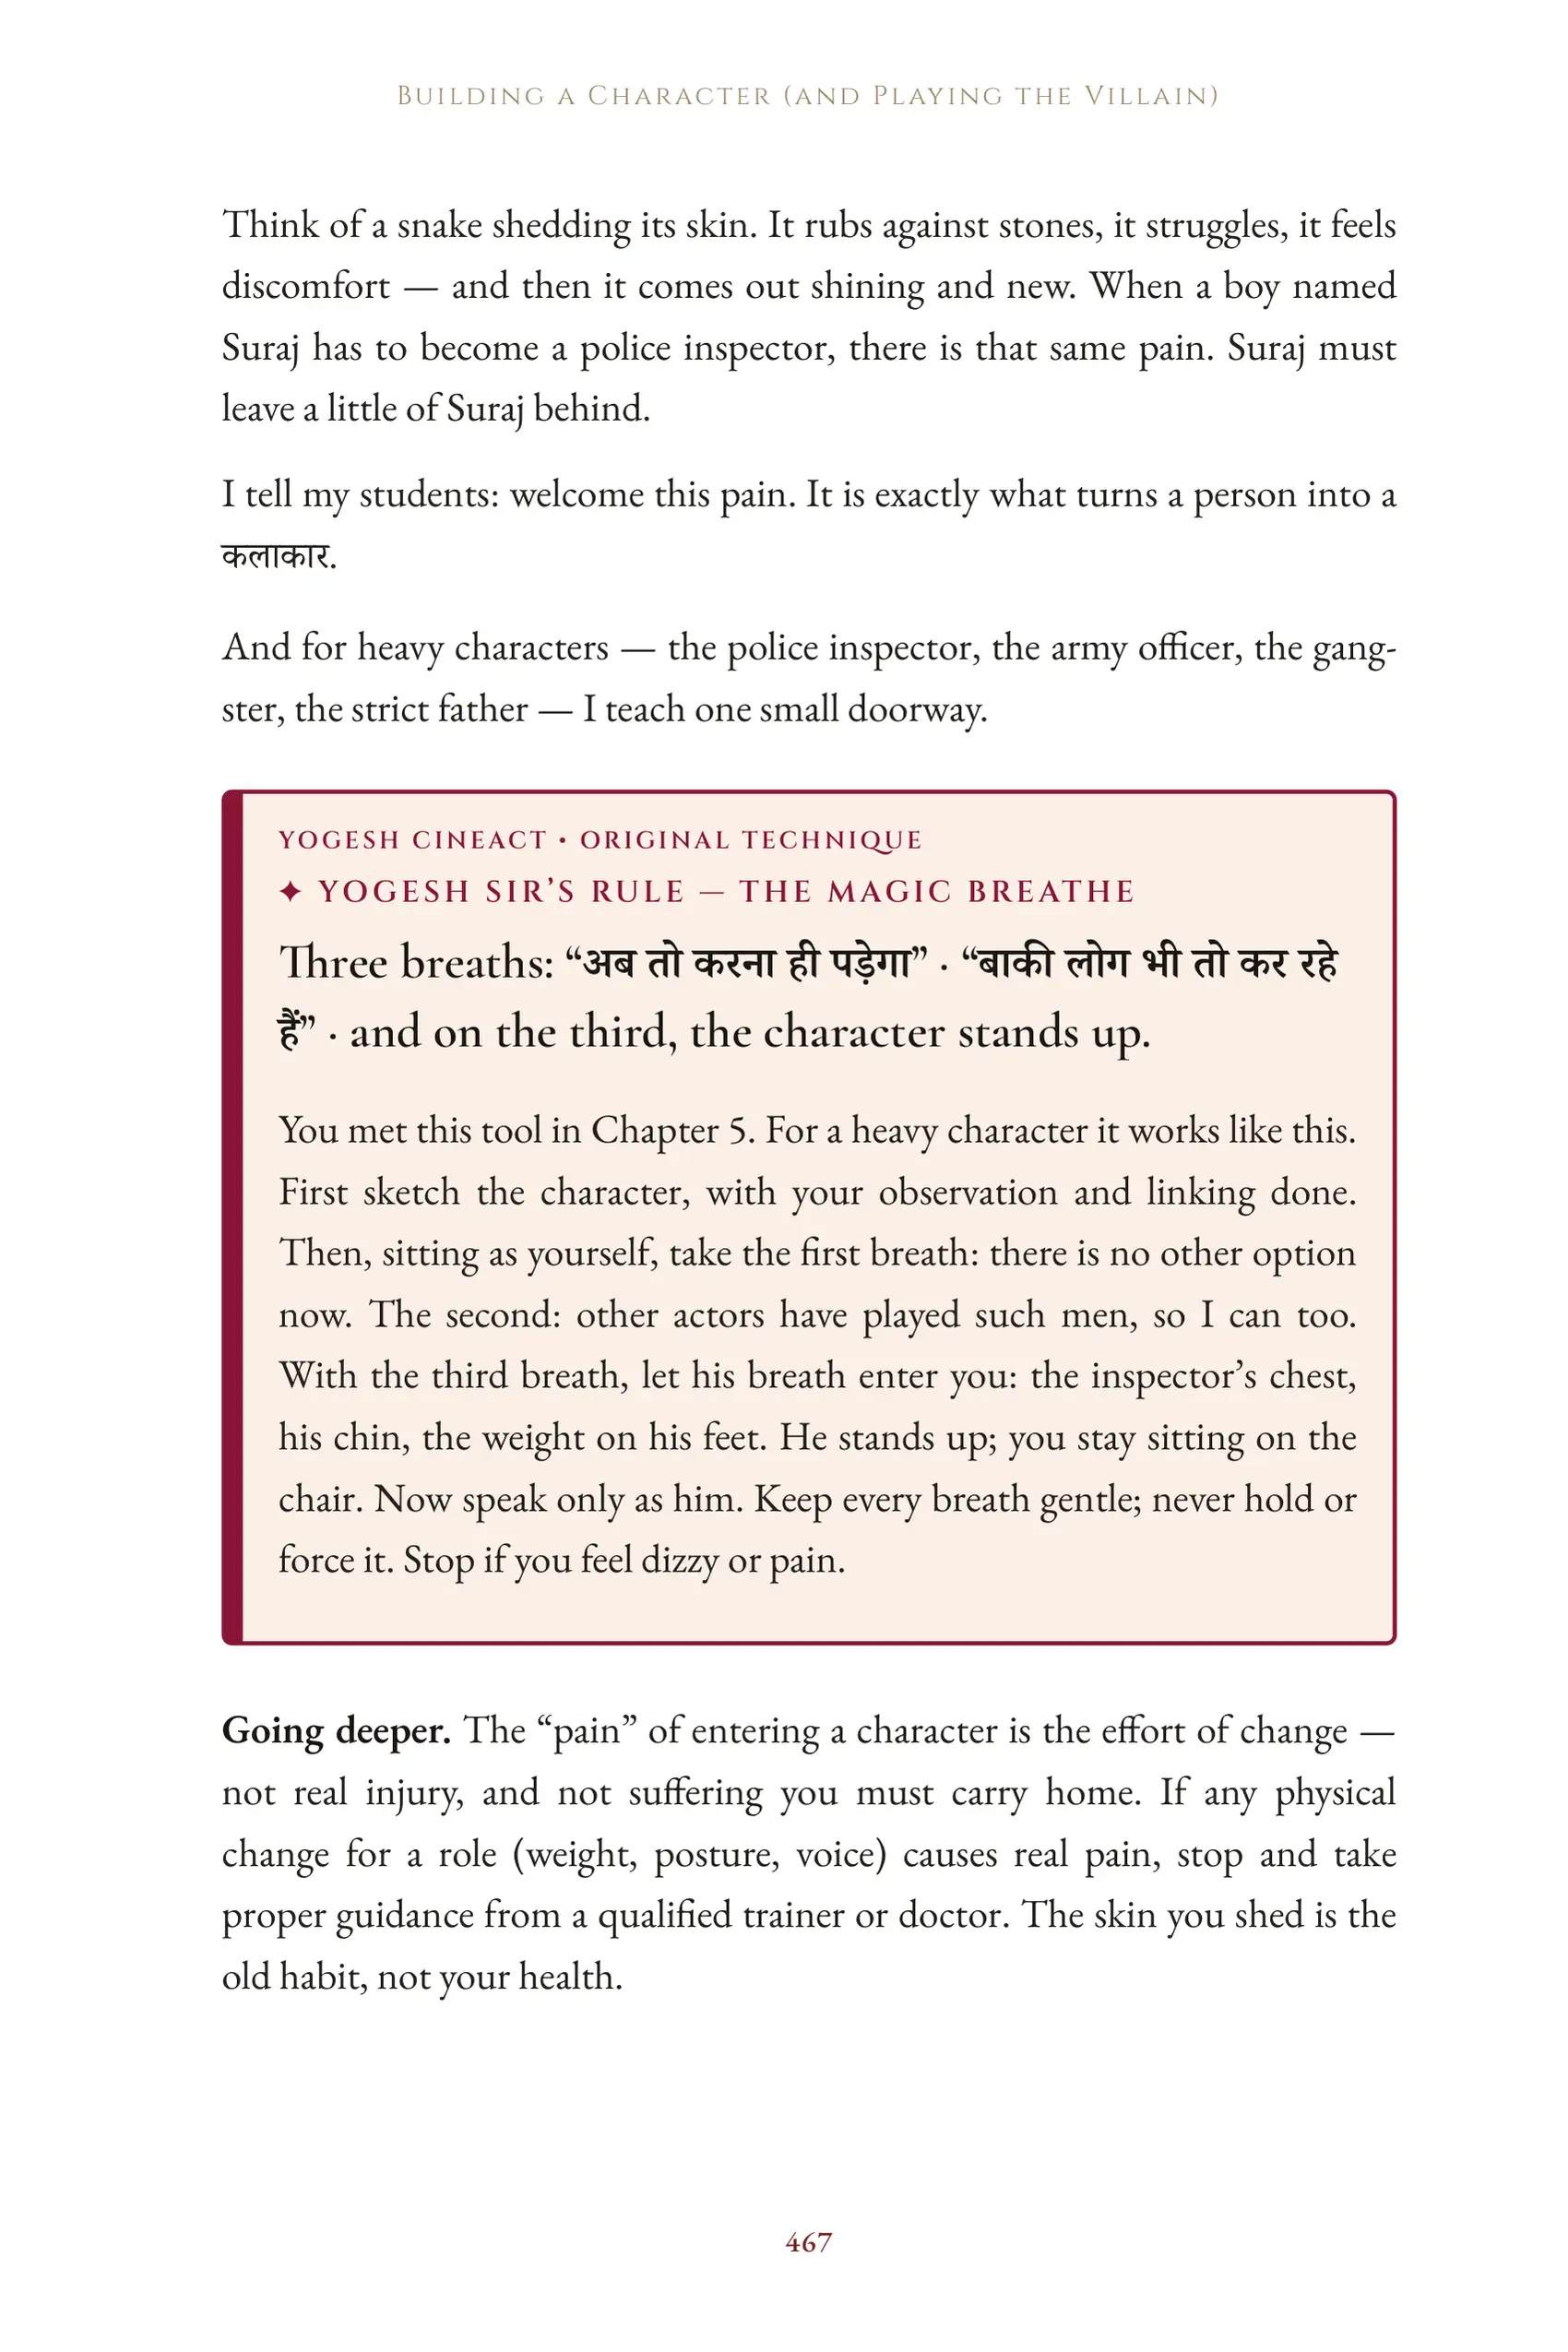 Building a Character (and Playing the Villain)
Think of a snake shedding its skin. It rubs against stones, it struggles, it feels
discomfort — and then it comes out shining and new. When a boy named
Suraj has to become a police inspector, there is that same pain. Suraj must
leave a little of Suraj behind.
I tell my students: welcome this pain. It is exactly what turns a person into a
कलाकार.
And for heavy characters — the police inspector, the army officer, the gang-
ster, the strict father — I teach one small doorway.
YOGESH CINEACT • ORIGINAL TECHNIQUE
✦ YOGESH SIR’S RULE — THE MAGIC BREATHE
Three breaths: “अब तो करना ही पड़ेगा” · “बाकी लोग भी तो कर रहे
हैं” · and on the third, the character stands up.
You met this tool in Chapter 5. For a heavy character it works like this.
First sketch the character, with your observation and linking done.
Then, sitting as yourself, take the first breath: there is no other option
now. The second: other actors have played such men, so I can too.
With the third breath, let his breath enter you: the inspector’s chest,
his chin, the weight on his feet. He stands up; you stay sitting on the
chair. Now speak only as him. Keep every breath gentle; never hold or
force it. Stop if you feel dizzy or pain.
Going deeper. The “pain” of entering a character is the effort of change —
not real injury, and not suffering you must carry home. If any physical
change for a role (weight, posture, voice) causes real pain, stop and take
proper guidance from a qualified trainer or doctor. The skin you shed is the
old habit, not your health.
467